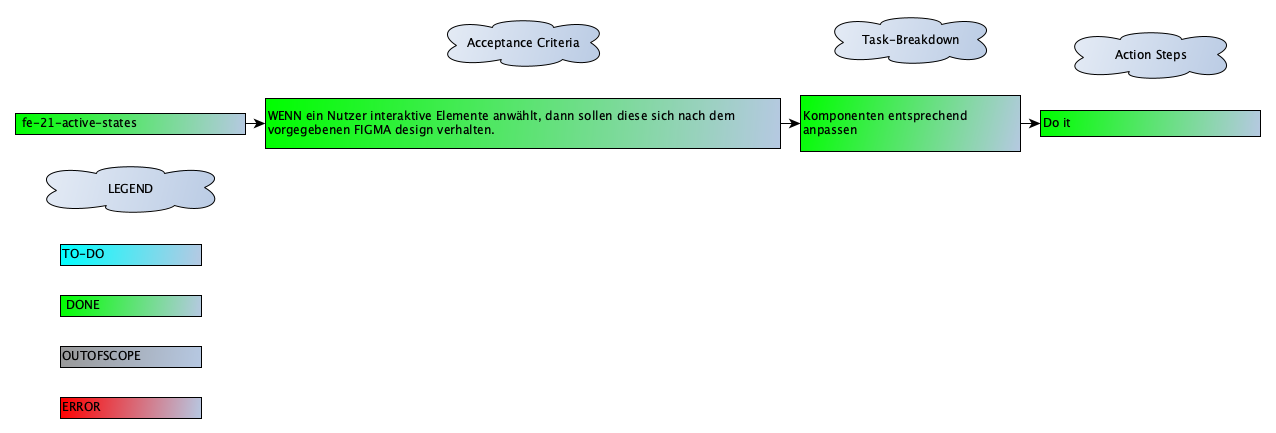 Acceptance Criteria
Task-Breakdown
Action Steps
fe-21-active-states
WENN ein Nutzer interaktive Elemente anwählt, dann sollen diese sich nach dem
vorgegebenen FIGMA design verhalten.
Komponenten entsprechend
anpassen
Do it
LEGEND
TO-DO
DONE
OUTOFSCOPE
ERROR